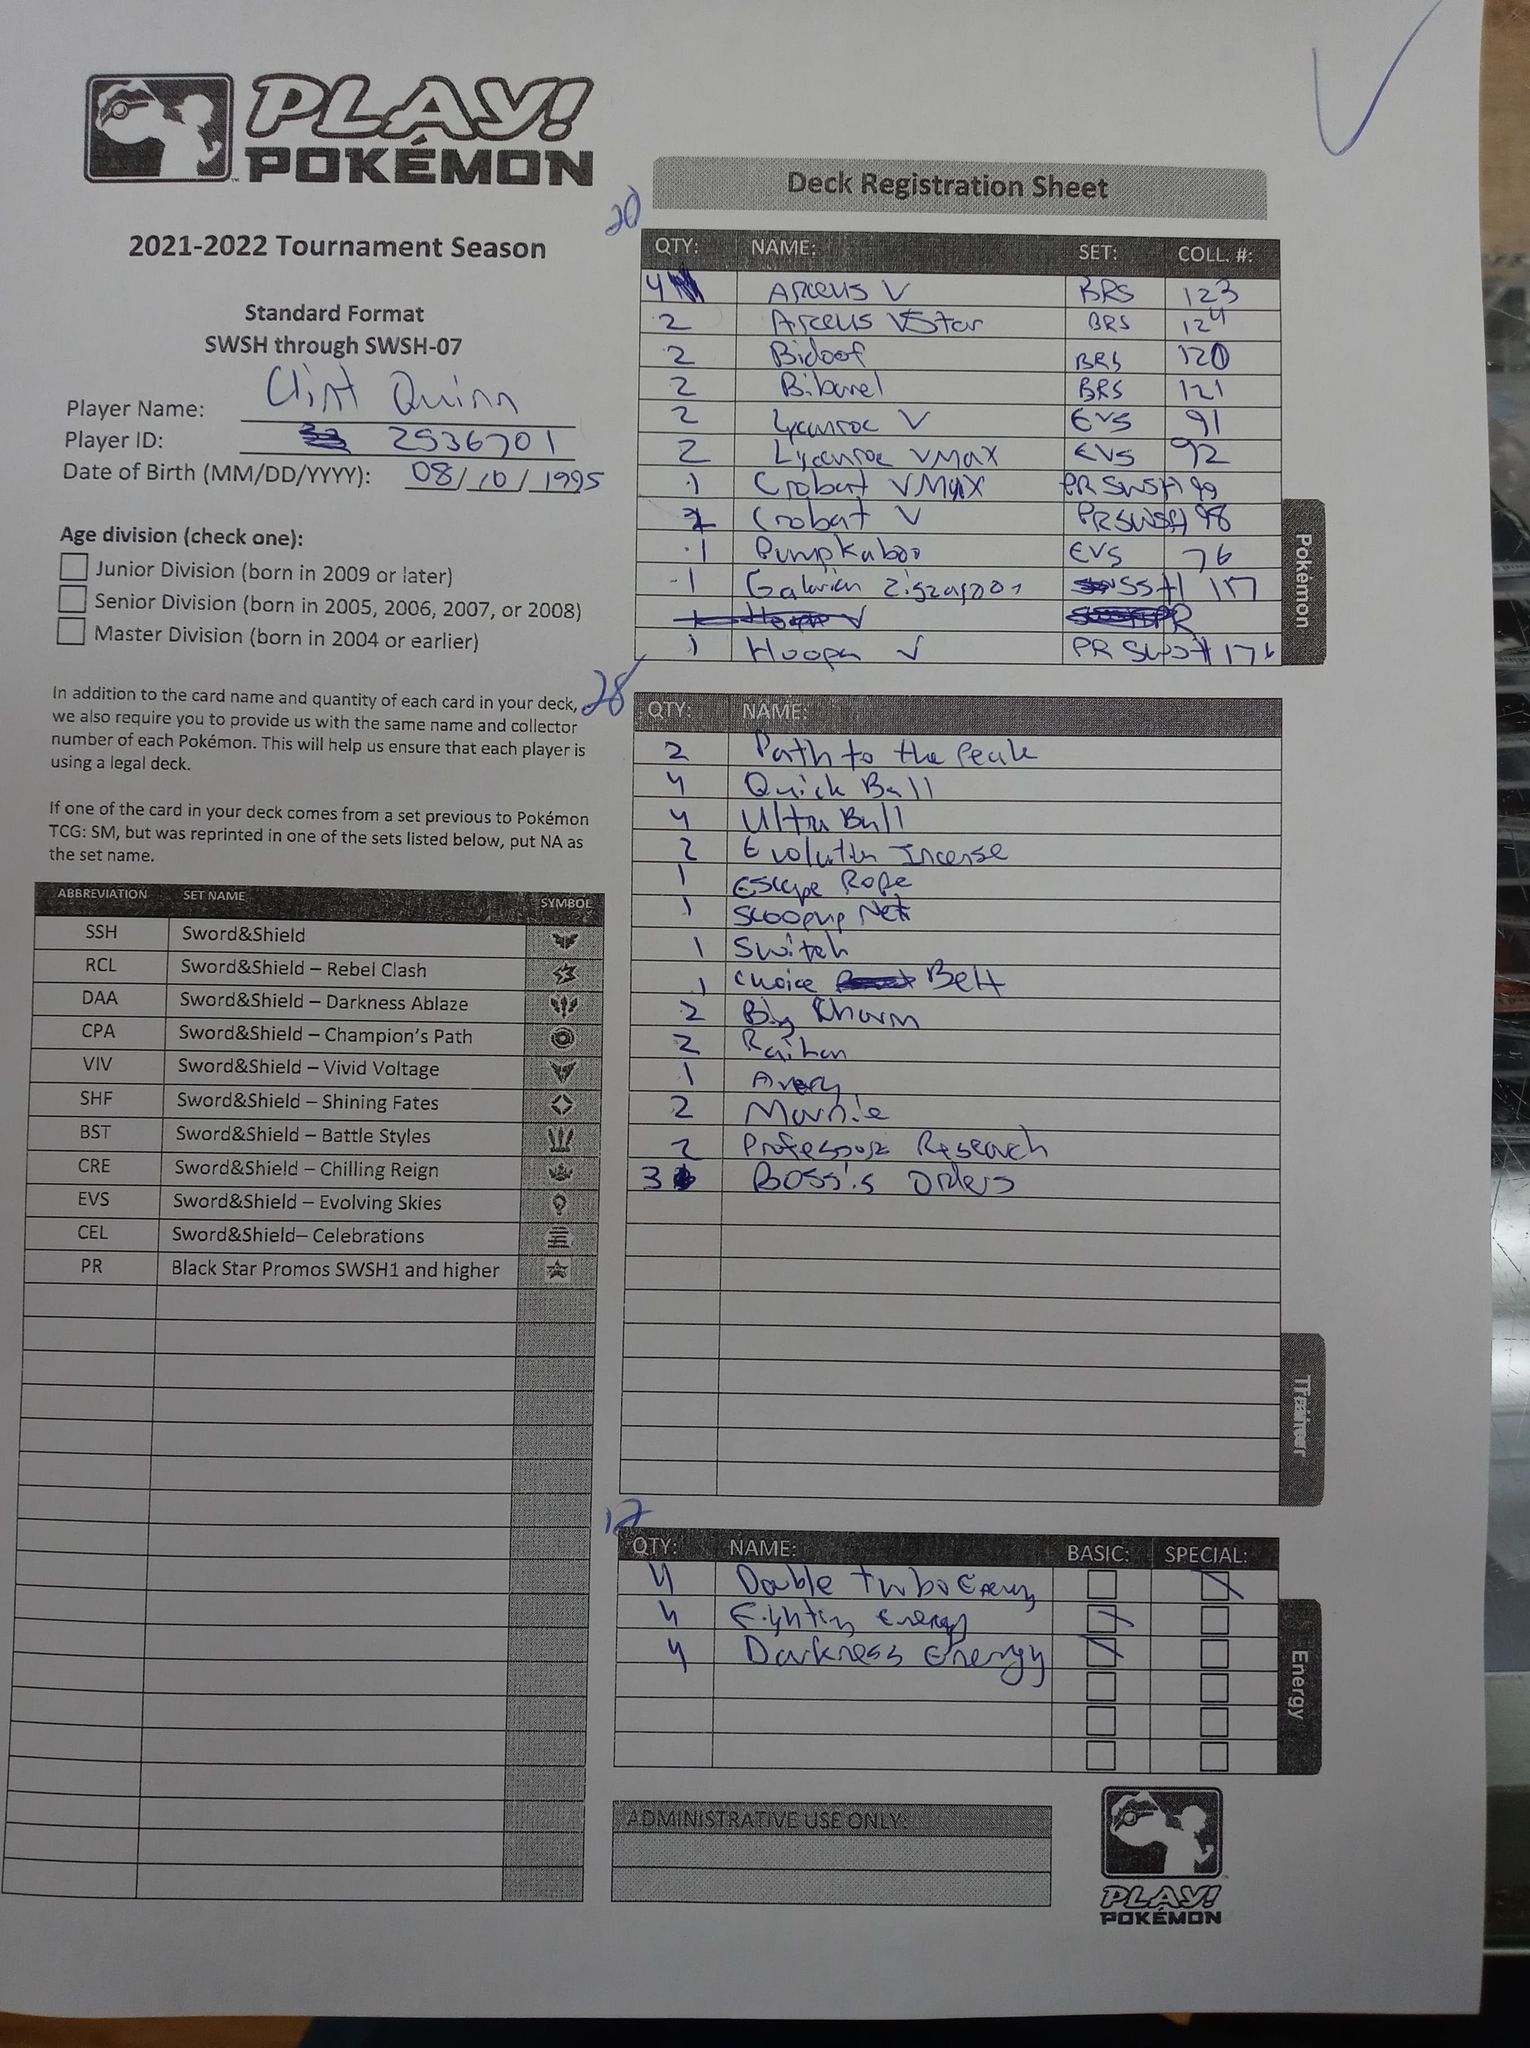 PLAY!
POKÉMON
2021-2022 Tournament Season
Standard Format
SWSH through SWSH-07
Player Name: Clint Quinn
Player ID: 2536701
Date of Birth (MM/DD/YYYY): 08/10/1995
Age division (check one):
Junior Division (born in 2009 or later)
Senior Division (born in 2005, 2006, 2007, or 2008)
Master Division (born in 2004 or earlier)
In addition to the card name and quantity of each card in your deck,
we also require you to provide us with the same name and collector
number of each Pokémon. This will help us ensure that each player is
using a legal deck.
If one of the card in your deck comes from a set previous to Pokémon
TCG: SM, but was reprinted in one of the sets listed below, put NA as
the set name.
ABBREVIATION SET NAME SYMBOL
SSH Sword&Shield
RCL Sword&Shield – Rebel Clash
DAA Sword&Shield – Darkness Ablaze
CPA Sword&Shield – Champion's Path
VIV Sword&Shield – Vivid Voltage
SHF Sword&Shield – Shining Fates
BST Sword&Shield – Battle Styles
CRE Sword&Shield – Chilling Reign
EVS Sword&Shield – Evolving Skies
CEL Sword&Shield– Celebrations
PR Black Star Promos SWSH1 and higher
Deck Registration Sheet
20
QTY: NAME: SET: COLL. #:
4 Arceus V BRS 123
2 Arceus VStar BRS 124
2 Bidoof BRS 120
2 Bibarel BRS 121
2 Lycanroc V EVS 91
2 Lycanroc VMAX EVS 92
1 Crobat VMAX PR SWSH 99
2 Crobat V PR SWSH 98
1 Pumpkaboo EVS 76
1 Galarian Zigzagoon SSH 117
1 Hoopa V PR SWSH 176
Pokemon
28
QTY: NAME:
2 Path to the Peak
4 Quick Ball
4 Ultra Ball
2 Evolution Incense
1 Escape Rope
1 Scoopup Net
1 Switch
1 Choice Belt
2 Big Charm
2 Raihan
1 Avery
2 Marnie
2 Professors Research
3 Boss's Orders
Trainer
12
QTY: NAME: BASIC: SPECIAL:
4 Double turbo Energy
4 Fighting Energy
4 Darkness Energy
Energy
ADMINISTRATIVE USE ONLY:
PLAY!
POKÉMON